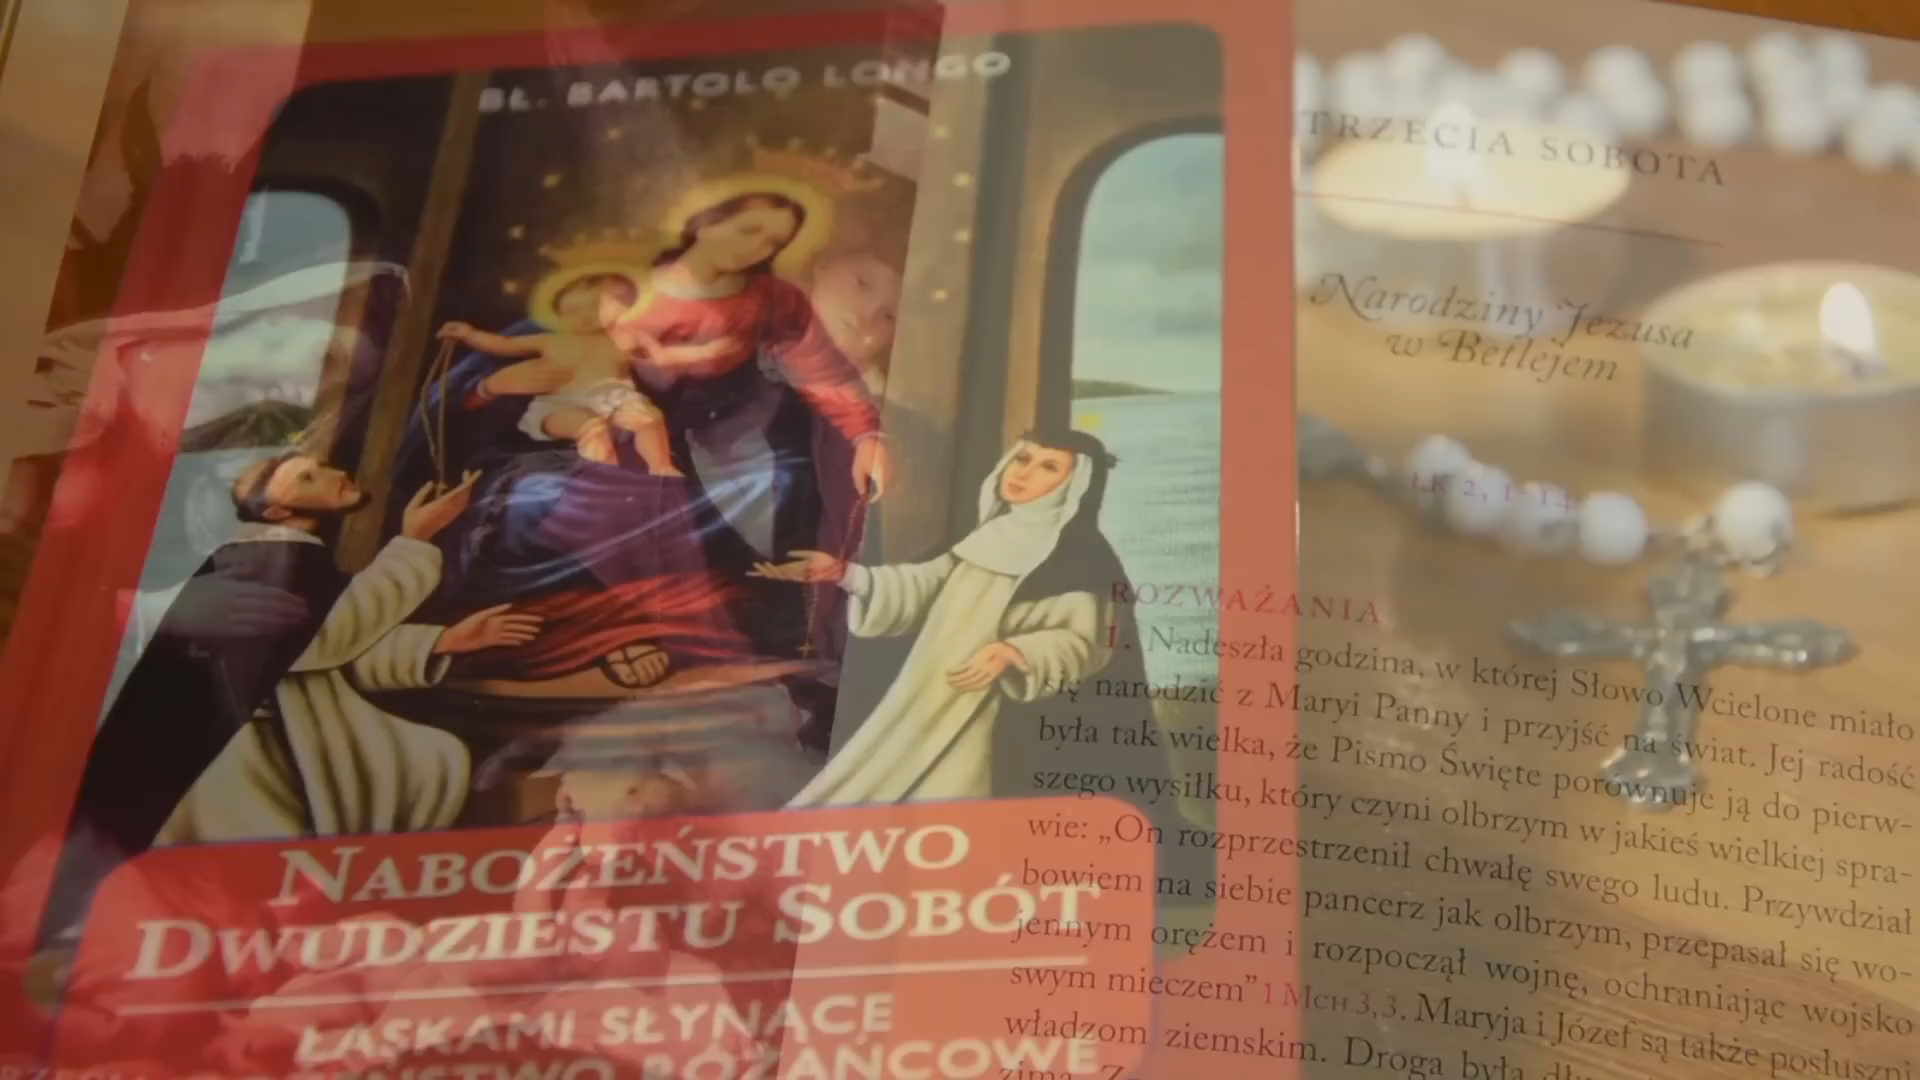 BŁ. BARTOLO LONGO
NABOŻEŃSTWO
DWUDZIESTU SOBÓT
ŁASKAMI SŁYNĄCE
RÓŻAŃCOWE
TRZECIA SOBOTA
Narodziny Jezusa
w Betlejem
ROZWAŻANIA
1. Nadeszła godzina, w której Słowo Wcielone miało
się narodzić z Maryi Panny i przyjść na świat. Jej radość
była tak wielka, że Pismo Święte porównuje ją do pierw-
szego wysiłku, który czyni olbrzym w jakieś wielkiej spra-
wie: „On rozprzestrzenił chwałę swego ludu. Przywdział
bowiem na siebie pancerz jak olbrzym, przepasał się wo-
jennym orężem i rozpoczął wojnę, ochraniając wojsko
swym mieczem” 1 Mch 3,3. Maryja i Józef są także posłuszni
władzom ziemskim. Droga była
zima.